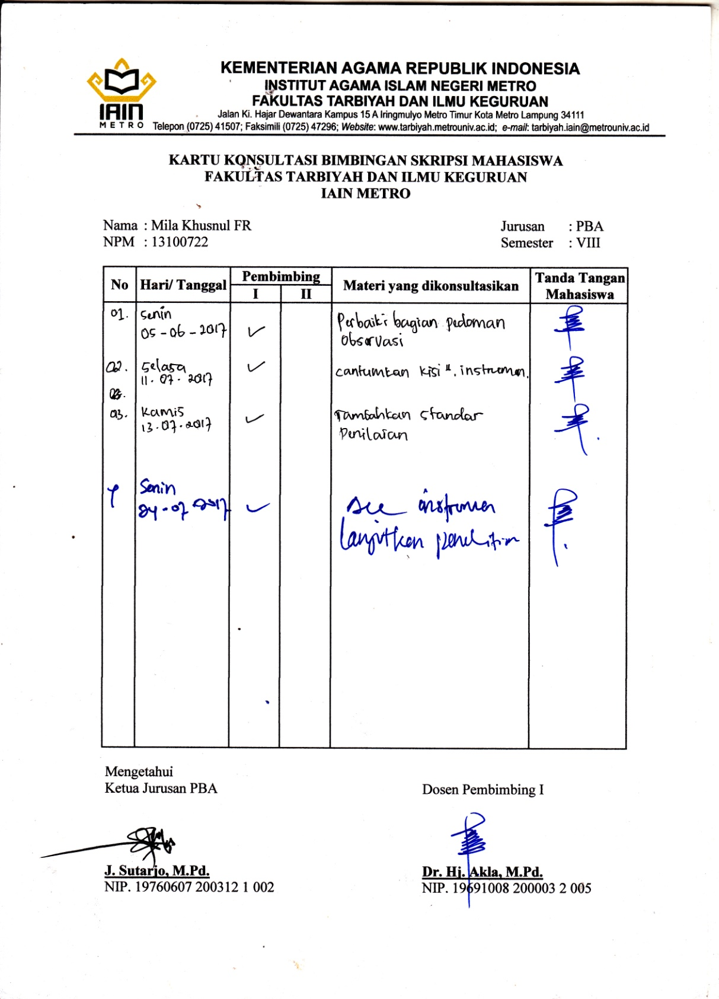 KEMENTERIAN AGAMA REPUBLIK INDONESIA
INSTITUT AGAMA ISLAM NEGERI METRO
FAKULTAS TARBIYAH DAN ILMU KEGURUAN
Jalan Ki. Hajar Dewantara Kampus 15 A Iringmulyo Metro Timur Kota Metro Lampung 34111
Telepon (0725) 41507; Faksimili (0725) 47296; Website: www.tarbiyah.metrouniv.ac.id; e-mail: tarbiyah.iain@metrouniv.ac.id
IAIN
METRO
KARTU KONSULTASI BIMBINGAN SKRIPSI MAHASISWA
FAKULTAS TARBIYAH DAN ILMU KEGURUAN
IAIN METRO
Nama : Mila Khusnul FR
NPM : 13100722
Jurusan : PBA
Semester : VIII
No Hari/ Tanggal Pembimbing Materi yang dikonsultasikan Tanda Tangan Mahasiswa
I II
01. Senin Perbaiki bagian pedoman
05-06-2017 ✓ Observasi
02. Selasa ✓ cantumkan kisi", instrumen.
11.07.2017
03. Kamis ✓ Tambahkan standar
13.07.2017 Penilaian
4 Senin
24-07-2017 ✓ Acc instrumen
lanjutkan penelitian
Mengetahui
Ketua Jurusan PBA
J. Sutarjo, M.Pd.
NIP. 19760607 200312 1 002
Dosen Pembimbing I
Dr. Hj. Akla, M.Pd.
NIP. 19691008 200003 2 005